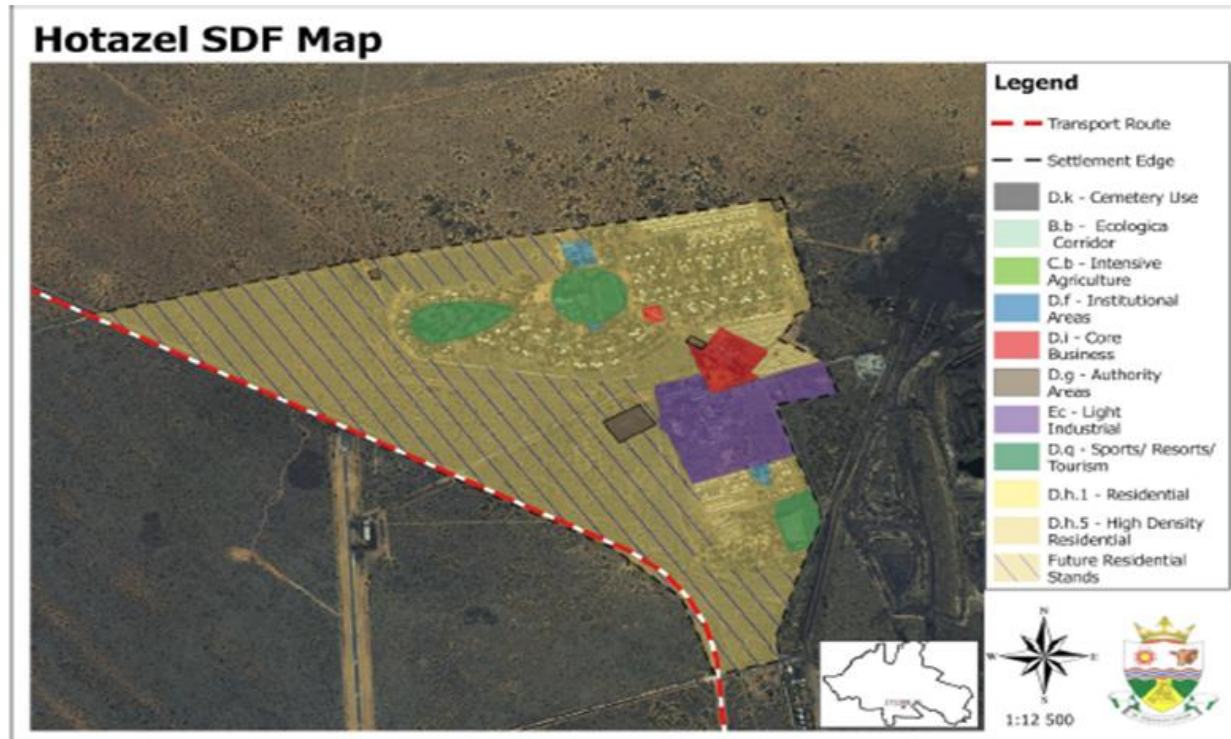 Hotazel SDF Map
Legend
Transport Route
Settlement Edge
D.k - Cemetery Use
B.b - Ecologica
Corridor
C.b - Intensive
Agriculture
D.f - Institutional
Areas
D.i - Core
Business
D.g - Authority
Areas
Ec - Light
Industrial
D.q - Sports/ Resorts/
Tourism
D.h.1 - Residential
D.h.5 - High Density
Residential
Future Residential
Stands
N
W
E
S
1:12 500